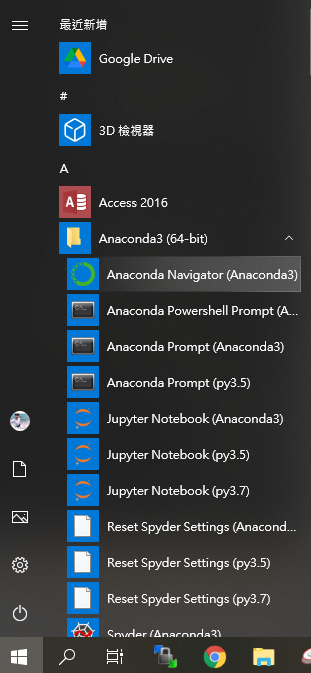 最近新增
Google Drive
#
3D 檢視器
A
Access 2016
Anaconda3 (64-bit)
Anaconda Navigator (Anaconda3)
Anaconda Powershell Prompt (A...
Anaconda Prompt (Anaconda3)
Anaconda Prompt (py3.5)
Jupyter Notebook (Anaconda3)
Jupyter Notebook (py3.5)
Jupyter Notebook (py3.7)
Reset Spyder Settings (Anacond...
Reset Spyder Settings (py3.5)
Reset Spyder Settings (py3.7)
Spyder (Anaconda3)